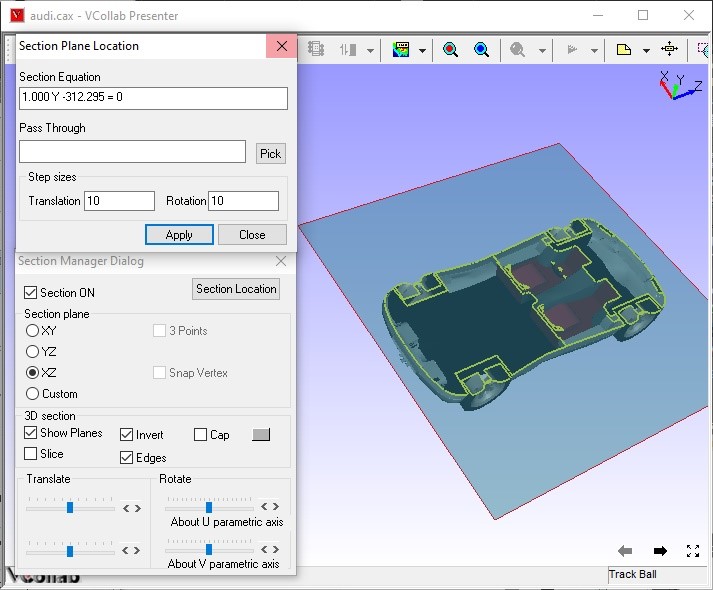 audi.cax - VCollab Presenter
Section Plane Location
Section Equation
1.000 Y -312.295 = 0
Pass Through
Pick
Step sizes
Translation 10 Rotation 10
Apply Close
X Y Z
Section Manager Dialog
Section ON Section Location
Section plane
XY 3 Points
YZ
XZ Snap Vertex
Custom
3D section
Show Planes Invert Cap
Slice Edges
Translate Rotate
< > < >
About U parametric axis
< > < >
About V parametric axis
VCollab
Track Ball